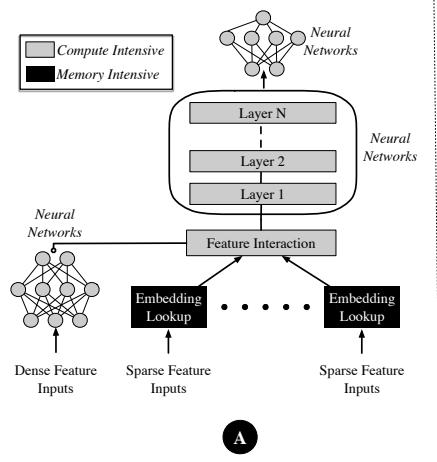 Neural
Networks
Compute Intensive
Memory Intensive
Layer N
Layer 2
Layer 1
Neural
Networks
Neural
Networks
Feature Interaction
Embedding
Lookup
Embedding
Lookup
Dense Feature
Inputs
Sparse Feature
Inputs
Sparse Feature
Inputs
A